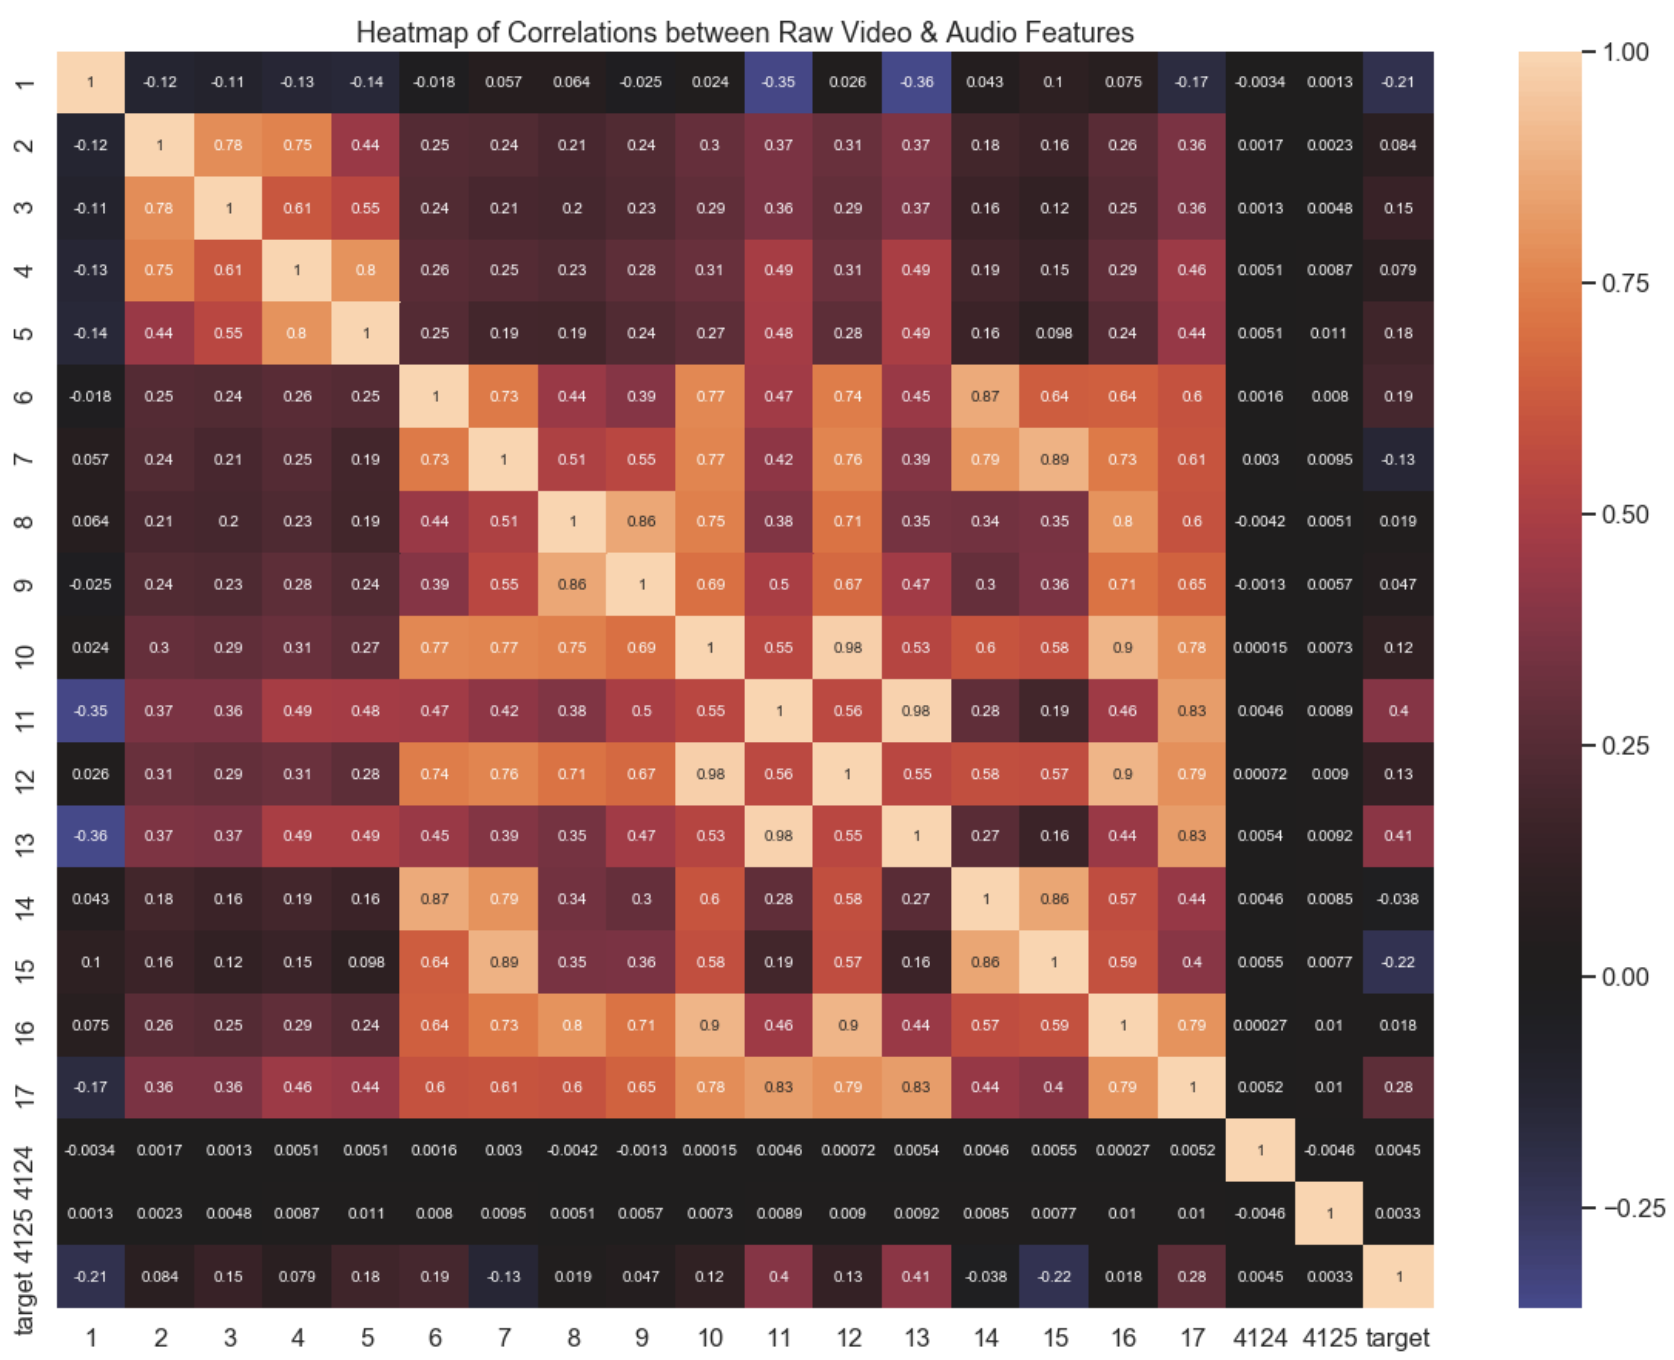 Heatmap of Correlations between Raw Video & Audio Features
1 1 -0.12 -0.11 -0.13 -0.14 -0.018 0.057 0.064 -0.025 0.024 -0.35 0.026 -0.36 0.043 0.1 0.075 -0.17 -0.0034 0.0013 -0.21
2 -0.12 1 0.78 0.75 0.44 0.25 0.24 0.21 0.24 0.3 0.37 0.31 0.37 0.18 0.16 0.26 0.36 0.0017 0.0023 0.084
3 -0.11 0.78 1 0.61 0.55 0.24 0.21 0.2 0.23 0.29 0.36 0.29 0.37 0.16 0.12 0.25 0.36 0.0013 0.0048 0.15
4 -0.13 0.75 0.61 1 0.8 0.26 0.25 0.23 0.28 0.31 0.49 0.31 0.49 0.19 0.15 0.29 0.46 0.0051 0.0087 0.079
5 -0.14 0.44 0.55 0.8 1 0.25 0.19 0.19 0.24 0.27 0.48 0.28 0.49 0.16 0.098 0.24 0.44 0.0051 0.011 0.18
6 -0.018 0.25 0.24 0.26 0.25 1 0.73 0.44 0.39 0.77 0.47 0.74 0.45 0.87 0.64 0.64 0.6 0.0016 0.008 0.19
7 0.057 0.24 0.21 0.25 0.19 0.73 1 0.51 0.55 0.77 0.42 0.76 0.39 0.79 0.89 0.73 0.61 0.003 0.0095 -0.13
8 0.064 0.21 0.2 0.23 0.19 0.44 0.51 1 0.86 0.75 0.38 0.71 0.35 0.34 0.35 0.8 0.6 -0.0042 0.0051 0.019
9 -0.025 0.24 0.23 0.28 0.24 0.39 0.55 0.86 1 0.69 0.5 0.67 0.47 0.3 0.36 0.71 0.65 -0.0013 0.0057 0.047
10 0.024 0.3 0.29 0.31 0.27 0.77 0.77 0.75 0.69 1 0.55 0.98 0.53 0.6 0.58 0.9 0.78 0.00015 0.0073 0.12
11 -0.35 0.37 0.36 0.49 0.48 0.47 0.42 0.38 0.5 0.55 1 0.56 0.98 0.28 0.19 0.46 0.83 0.0046 0.0089 0.4
12 0.026 0.31 0.29 0.31 0.28 0.74 0.76 0.71 0.67 0.98 0.56 1 0.55 0.58 0.57 0.9 0.79 0.00072 0.009 0.13
13 -0.36 0.37 0.37 0.49 0.49 0.45 0.39 0.35 0.47 0.53 0.98 0.55 1 0.27 0.16 0.44 0.83 0.0054 0.0092 0.41
14 0.043 0.18 0.16 0.19 0.16 0.87 0.79 0.34 0.3 0.6 0.28 0.58 0.27 1 0.86 0.57 0.44 0.0046 0.0085 -0.038
15 0.1 0.16 0.12 0.15 0.098 0.64 0.89 0.35 0.36 0.58 0.19 0.57 0.16 0.86 1 0.59 0.4 0.0055 0.0077 -0.22
16 0.075 0.26 0.25 0.29 0.24 0.64 0.73 0.8 0.71 0.9 0.46 0.9 0.44 0.57 0.59 1 0.79 0.00027 0.01 0.018
17 -0.17 0.36 0.36 0.46 0.44 0.6 0.61 0.6 0.65 0.78 0.83 0.79 0.83 0.44 0.4 0.79 1 0.0052 0.01 0.28
4124 -0.0034 0.0017 0.0013 0.0051 0.0051 0.0016 0.003 -0.0042 -0.0013 0.00015 0.0046 0.00072 0.0054 0.0046 0.0055 0.00027 0.0052 1 -0.0046 0.0045
4125 0.0013 0.0023 0.0048 0.0087 0.011 0.008 0.0095 0.0051 0.0057 0.0073 0.0089 0.009 0.0092 0.0085 0.0077 0.01 0.01 -0.0046 1 0.0033
target -0.21 0.084 0.15 0.079 0.18 0.19 -0.13 0.019 0.047 0.12 0.4 0.13 0.41 -0.038 -0.22 0.018 0.28 0.0045 0.0033 1
1 2 3 4 5 6 7 8 9 10 11 12 13 14 15 16 17 4124 4125 target
1.00
0.75
0.50
0.25
0.00
−0.25